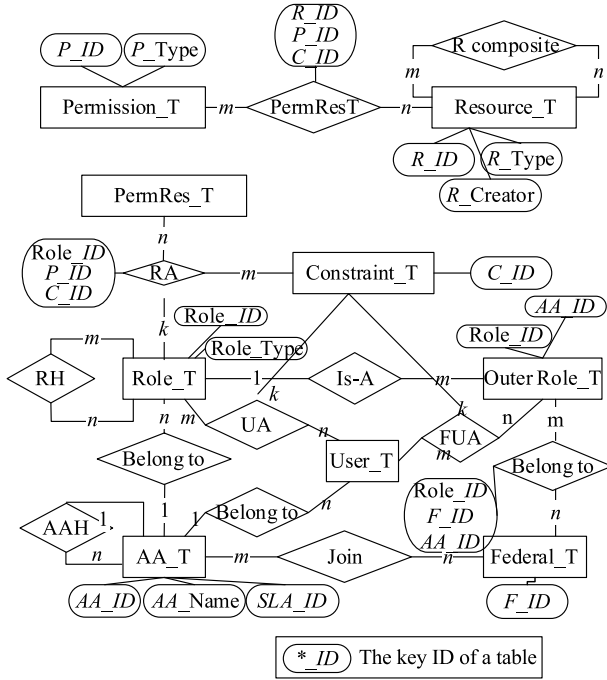 R_ID
P_ID
C_ID
P_ID
P_Type
R composite
m
n
Permission_T
m
PermResT
n
Resource_T
R_ID
R_Type
R_Creator
PermRes_T
n
Role_ID
P_ID
C_ID
RA
m
Constraint_T
C_ID
k
AA_ID
Role_ID
Role_ID
Role_Type
m
RH
n
Role_T
1
Is-A
m
Outer Role_T
k
k
n
m
n
m
UA
n
FUA
m
User_T
Belong to
Belong to
Role_ID
F_ID
AA_ID
1
1
Belong to
n
n
AAH
1
n
AA_T
m
Join
n
Federal_T
AA_ID
AA_Name
SLA_ID
F_ID
*_ID
The key ID of a table